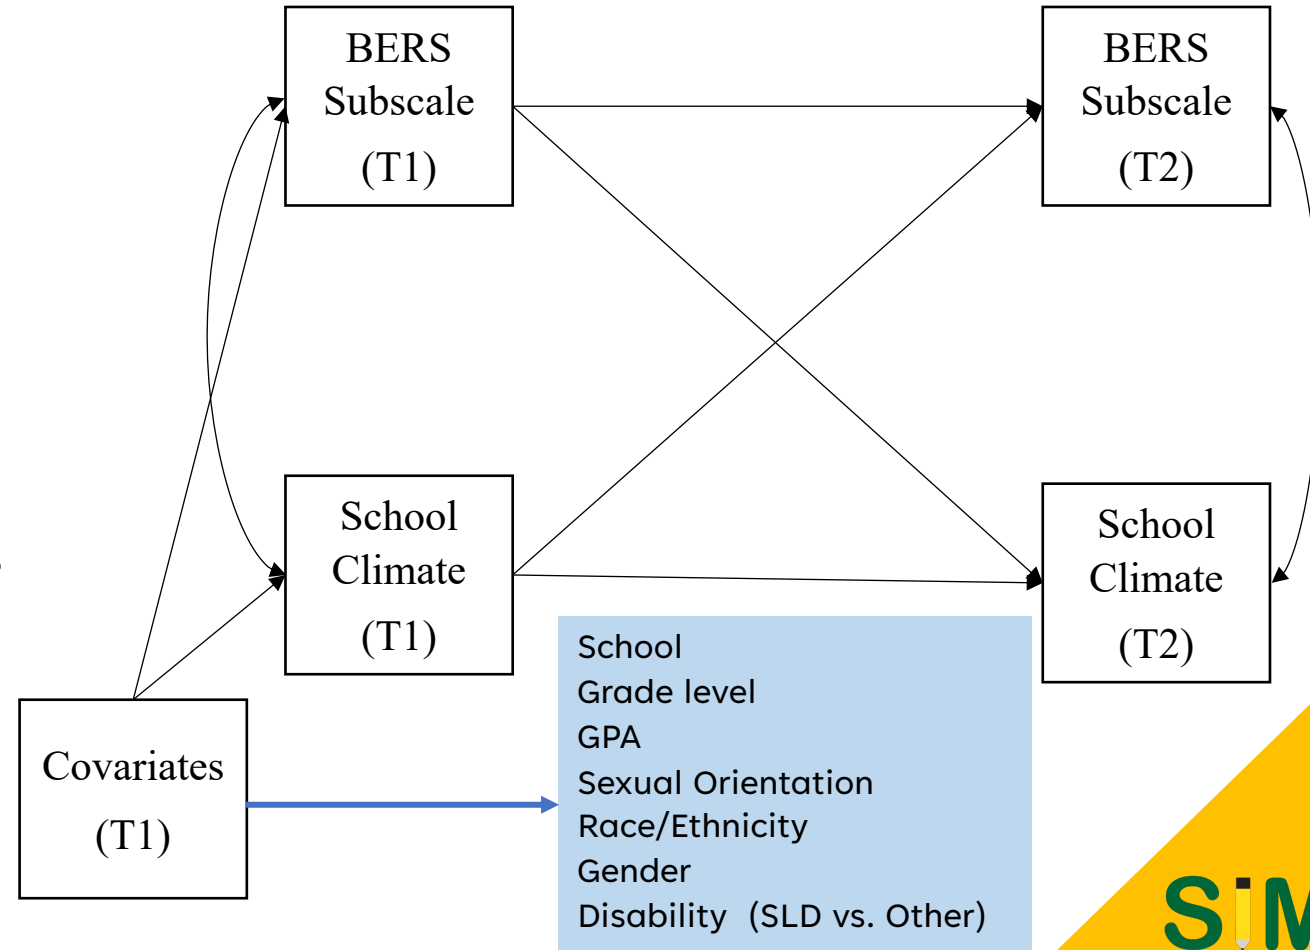 BERS
Subscale
(T1)
BERS
Subscale
(T2)
School
Climate
(T1)
School
Climate
(T2)
Covariates
(T1)
School
Grade level
GPA
Sexual Orientation
Race/Ethnicity
Gender
Disability (SLD vs. Other)
SiM